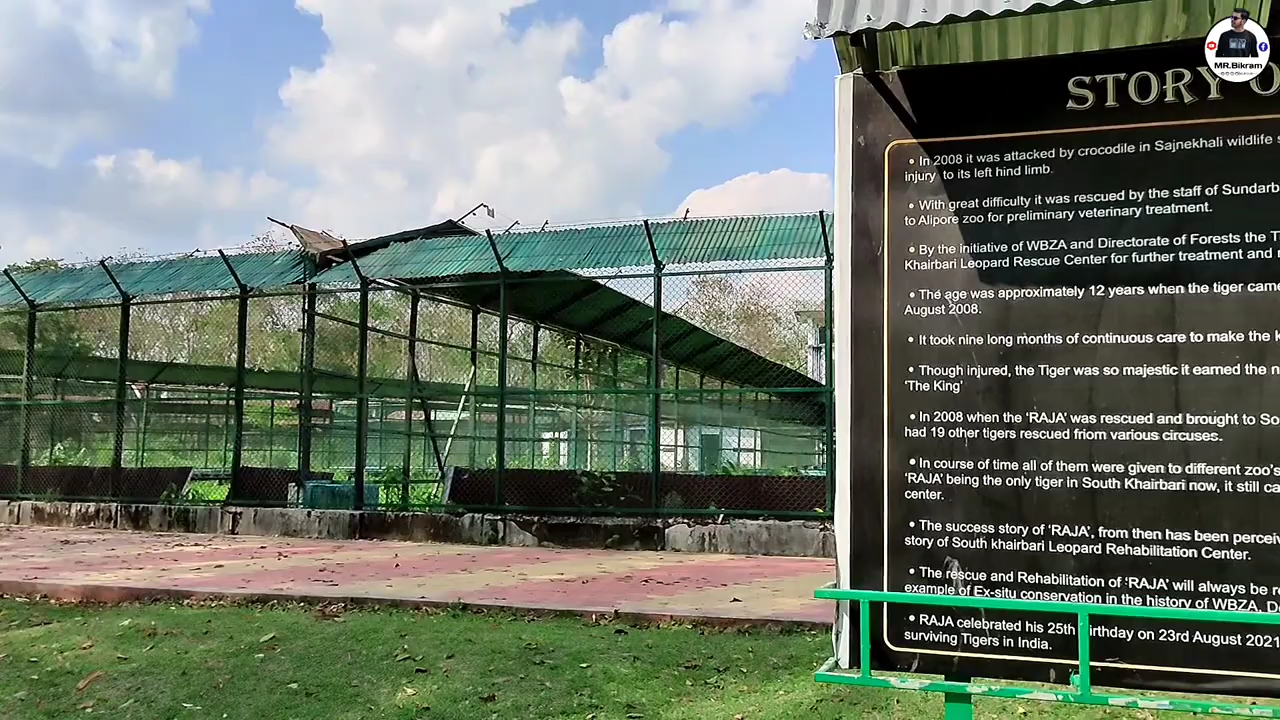 MR.Bikram
STORY O
• In 2008 it was attacked by crocodile in Sajnekhali wildlife s
injury to its left hind limb.
• With great difficulty it was rescued by the staff of Sundarb
to Alipore zoo for preliminary veterinary treatment.
• By the initiative of WBZA and Directorate of Forests the T
Khairbari Leopard Rescue Center for further treatment and r
• The age was approximately 12 years when the tiger came
August 2008.
• It took nine long months of continuous care to make the k
• Though injured, the Tiger was so majestic it earned the n
'The King'
• In 2008 when the 'RAJA' was rescued and brought to So
had 19 other tigers rescued friom various circuses.
• In course of time all of them were given to different zoo's
'RAJA' being the only tiger in South Khairbari now, it still ca
center.
• The success story of 'RAJA', from then has been perceiv
story of South khairbari Leopard Rehabilitation Center.
• The rescue and Rehabilitation of 'RAJA' will always be re
example of Ex-situ conservation in the history of WBZA, D
• RAJA celebrated his 25th birthday on 23rd August 2021
surviving Tigers in India.